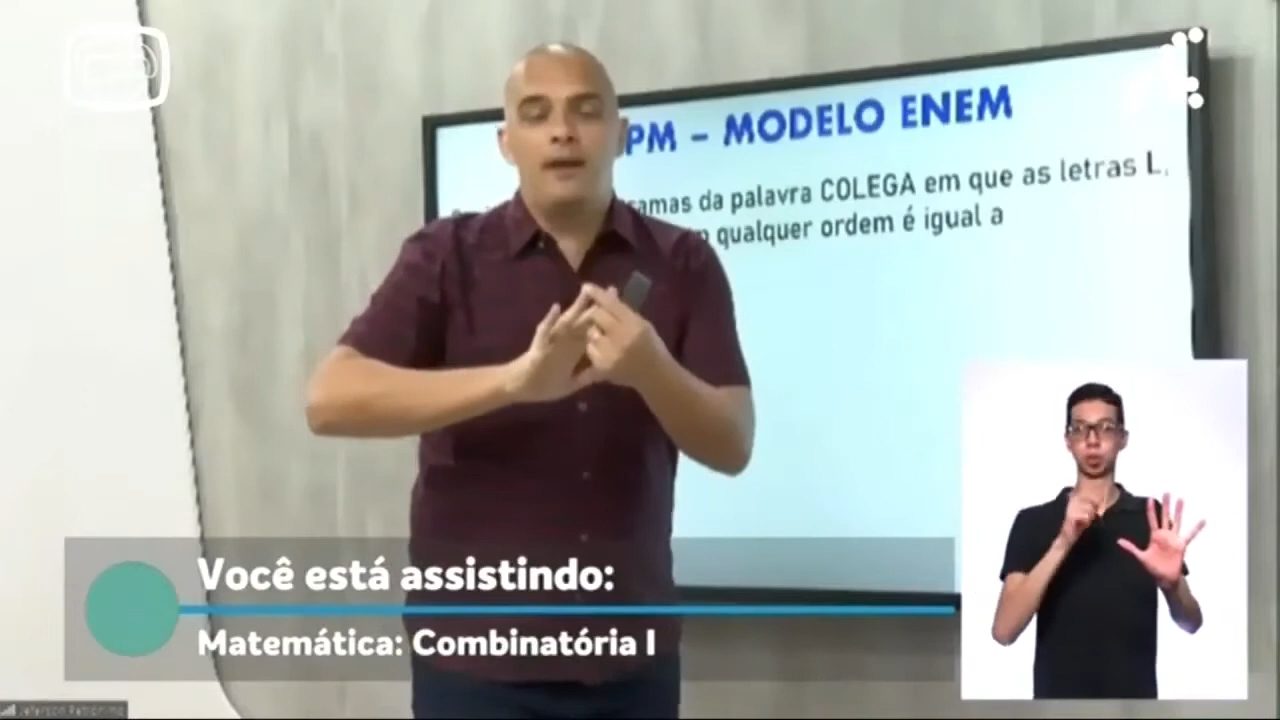 PM – MODELO ENEM
ramas da palavra COLEGA em que as letras L,
qualquer ordem é igual a
Você está assistindo:
Matemática: Combinatória I